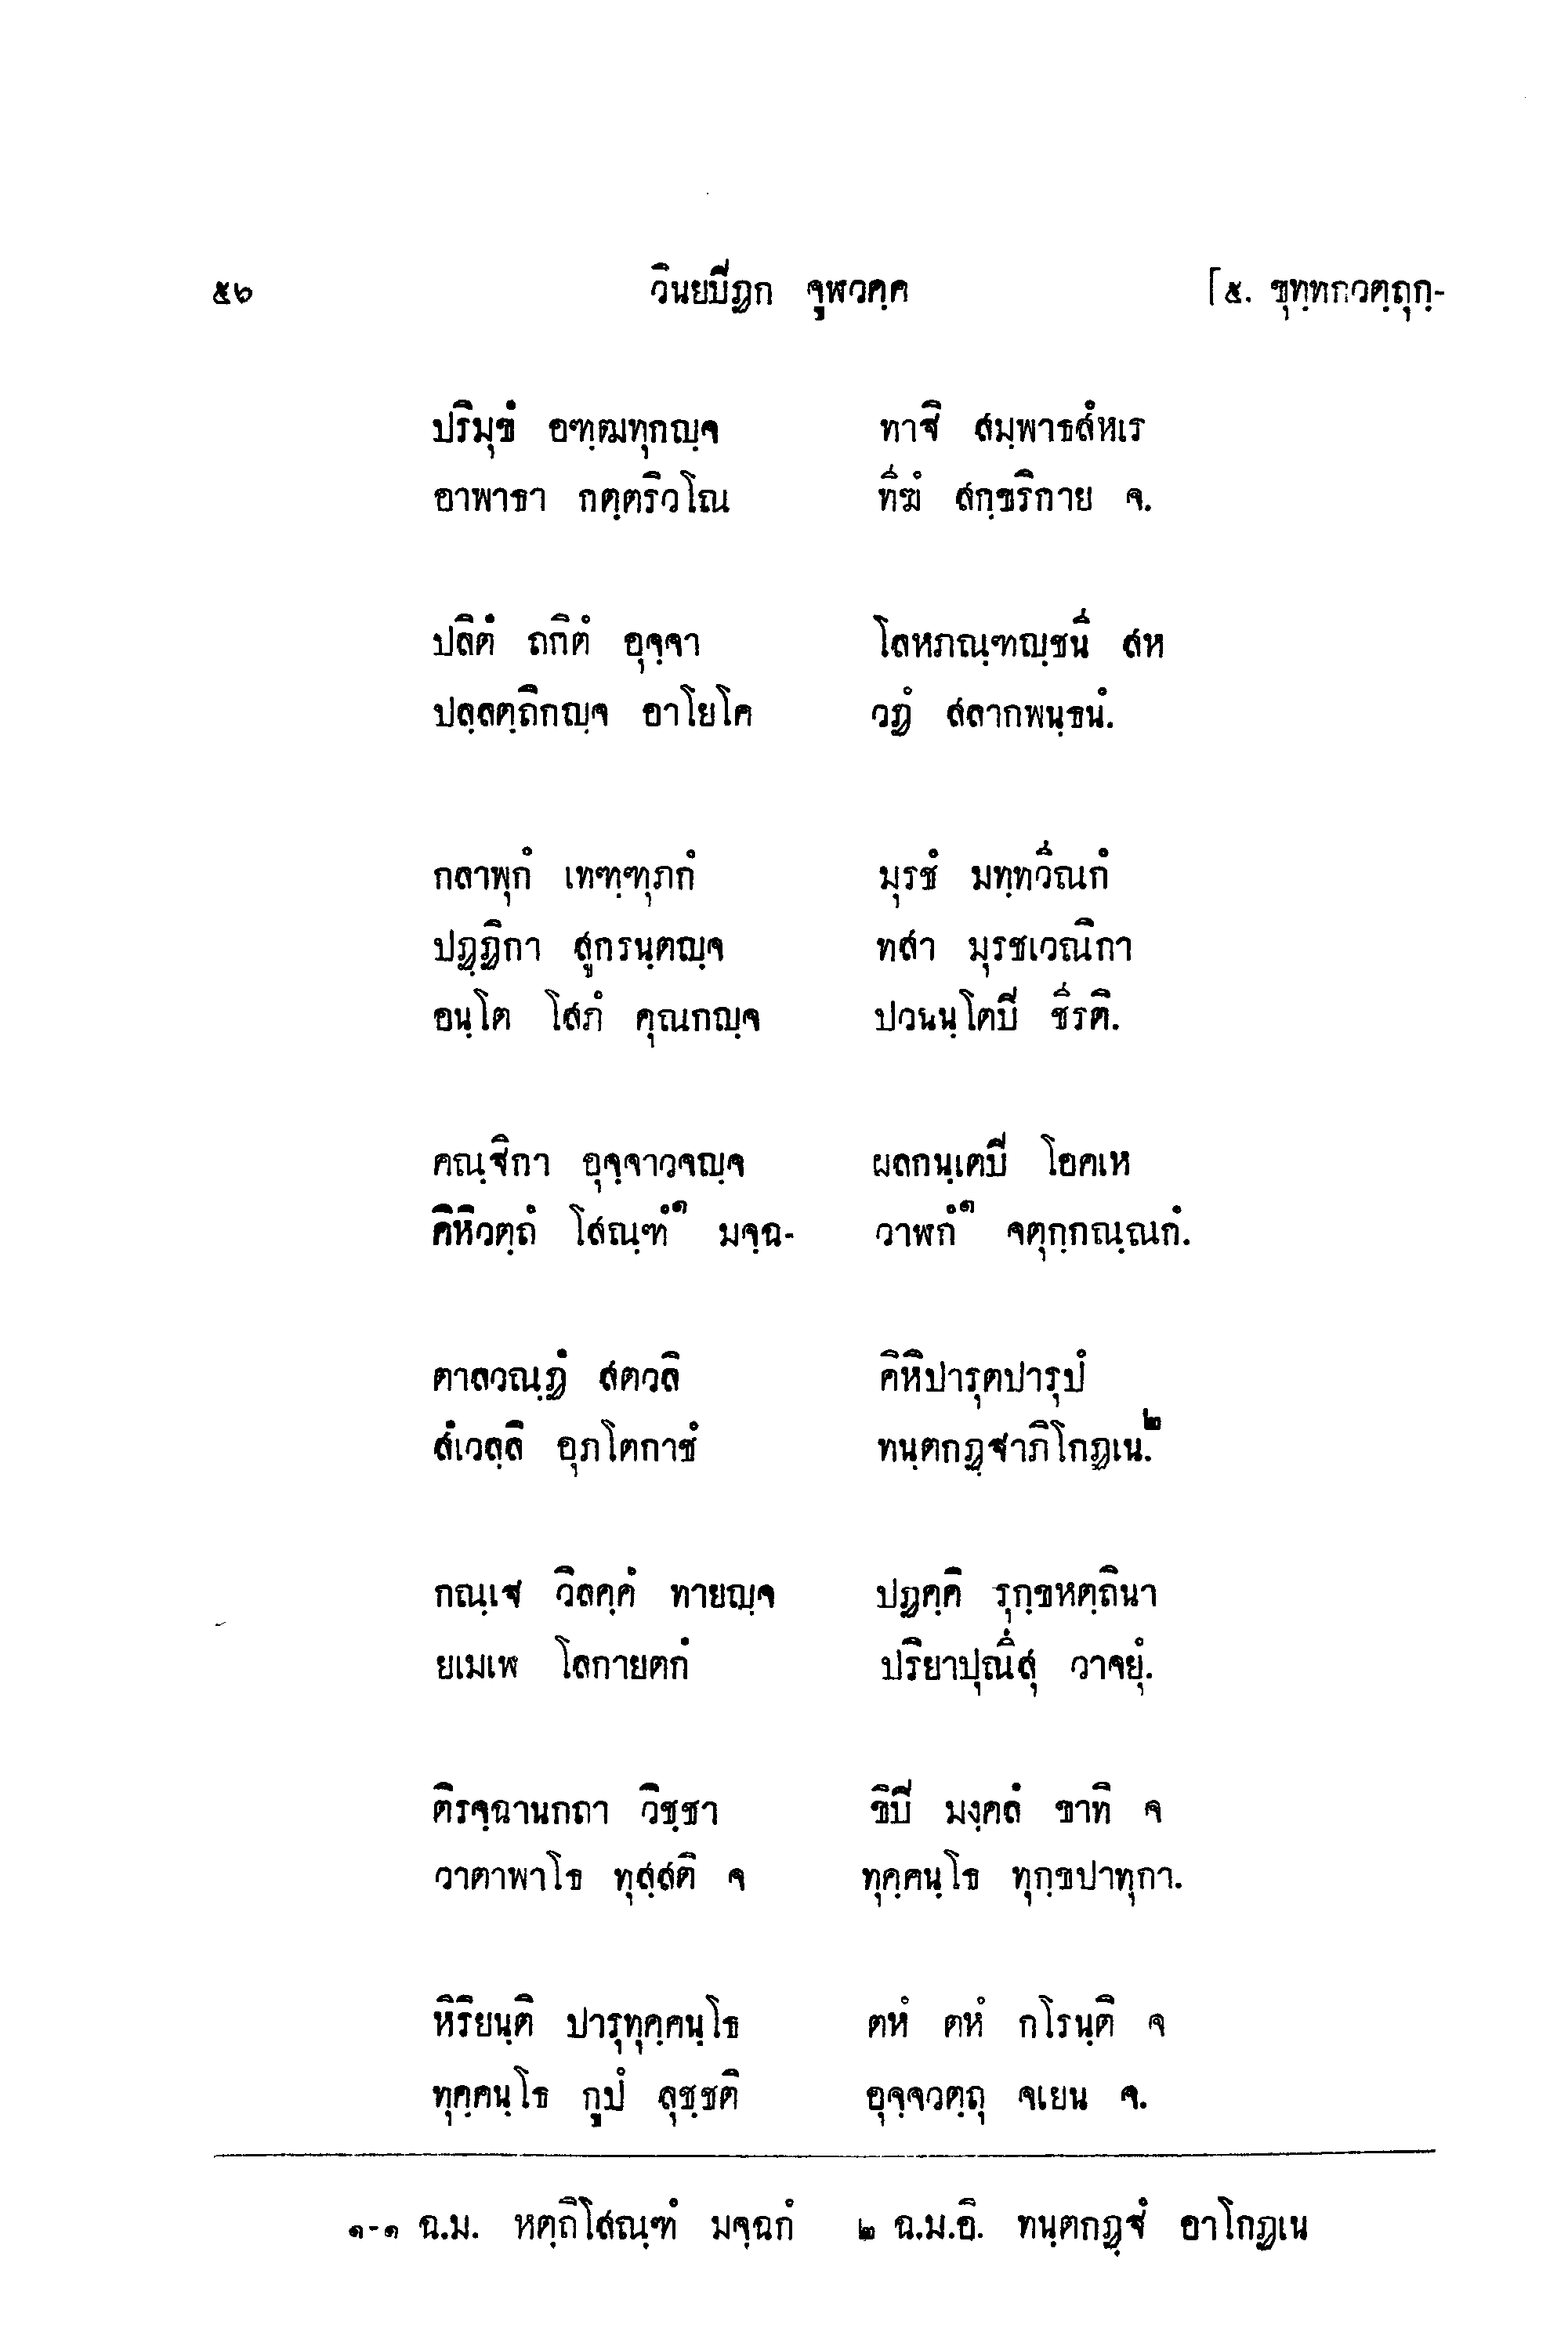 ๕๖ วินยปิฏก จุฬวคฺค [๕. ขุทฺทกวตฺถุกฺ-
ปริมุขํ อฑฺฒทุกญฺจ ทาฐิ สมฺพาธสํหเร
อาพาธา กตฺตริวโณ ทีฆํ สกฺขริกาย จ.
ปลิตํ ถกิตํ อุจฺจา โลหภณฺฑญฺชนี สห
ปลฺลตฺถิกญฺจ อาโยโค วฏํ สลากพนฺธนํ.
กลาพุกํ เทฑฺฑุภกํ มุรชํ มทฺทวีณกํ
ปฏฺฏิกา สูกรนฺตญฺจ ทสา มุรชเวณิกา
อนฺโต โสภํ คุณกญฺจ ปวนนฺโตปิ ชีรติ.
คณฺฐิกา อุจฺจาวจญฺจ ผลกนฺเตปิ โอคเห
คิหิวตฺถํ โสณฺฑํ๑ มจฺฉ- วาฬกํ๑ จตุกฺกณฺณกํ.
ตาลวณฺฏํ สตวลิ คิหิปารุตปารุปํ
สํเวลฺลิ อุภโตกาชํ ทนฺตกฏฺฐาภิโกฏเน.๒
กณฺเฐ วิลคฺคํ ทายญฺจ ปฏคฺคิ รุกฺขหตฺถินา
ยเมเฬ โลกายตกํ ปริยาปุณึสุ วาจยุํ.
ติรจฺฉานกถา วิชฺชา ขิปิ มงฺคลํ ขาทิ จ
วาตาพาโธ ทุสฺสติ จ ทุคฺคนฺโธ ทุกฺขปาทุกา.
หิริยนฺติ ปารุทุคฺคนฺโธ ตหํ ตหํ กโรนฺติ จ
ทุคฺคนฺโธ กูปํ ลุชฺชติ อุจฺจวตฺถุ จเยน จ.
๑-๑ ฉ.ม. หตฺถิโสณฺฑํ มจฺฉกํ ๒ ฉ.ม.อิ. ทนฺตกฏฺฐํ อาโกฏเน